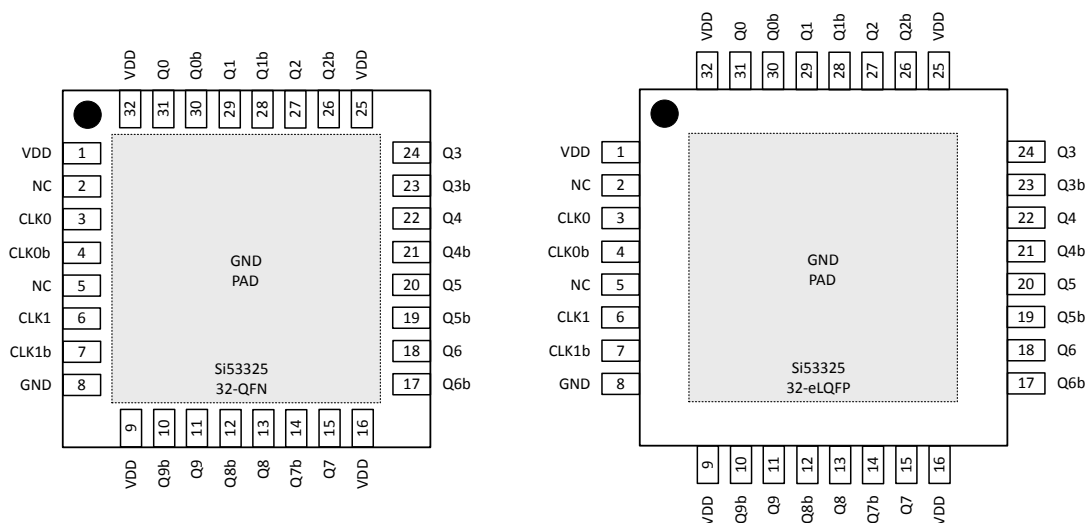 VDD Q0 Q0b Q1 Q1b Q2 Q2b VDD
32 31 30 29 28 27 26 25
VDD 1
NC 2
CLK0 3
CLK0b 4
NC 5
CLK1 6
CLK1b 7
GND 8
GND
PAD
Si53325
32-QFN
24 Q3
23 Q3b
22 Q4
21 Q4b
20 Q5
19 Q5b
18 Q6
17 Q6b
9 10 11 12 13 14 15 16
VDD Q9b Q9 Q8b Q8 Q7b Q7 VDD
VDD Q0 Q0b Q1 Q1b Q2 Q2b VDD
32 31 30 29 28 27 26 25
VDD 1
NC 2
CLK0 3
CLK0b 4
NC 5
CLK1 6
CLK1b 7
GND 8
GND
PAD
Si53325
32-eLQFP
24 Q3
23 Q3b
22 Q4
21 Q4b
20 Q5
19 Q5b
18 Q6
17 Q6b
9 10 11 12 13 14 15 16
VDD Q9b Q9 Q8b Q8 Q7b Q7 VDD